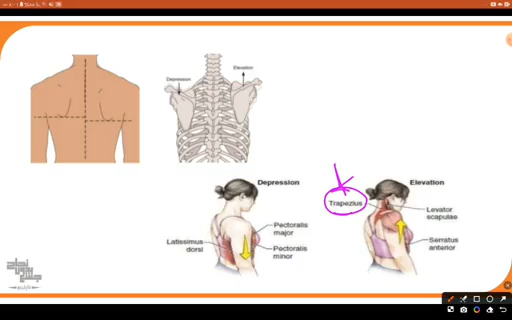 Depression
Elevation
Depression
Elevation
Trapezius
Levator
scapulae
Pectoralis
major
Latissimus
dorsi
Pectoralis
minor
Serratus
anterior